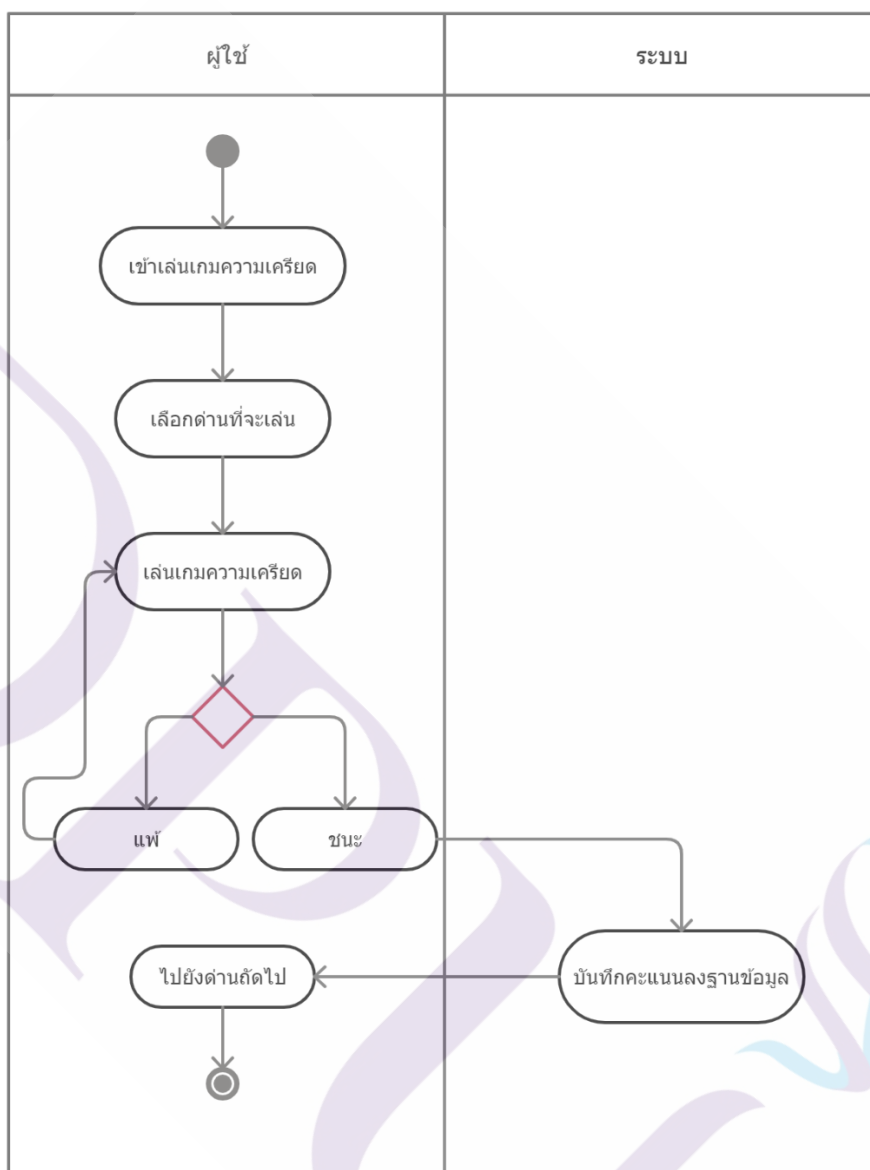 ผู้ใช้
ระบบ
เข้าเล่นเกมความเครียด
เลือกด่านที่จะเล่น
เล่นเกมความเครียด
แพ้
ชนะ
ไปยังด่านถัดไป
บันทึกคะแนนลงฐานข้อมูล